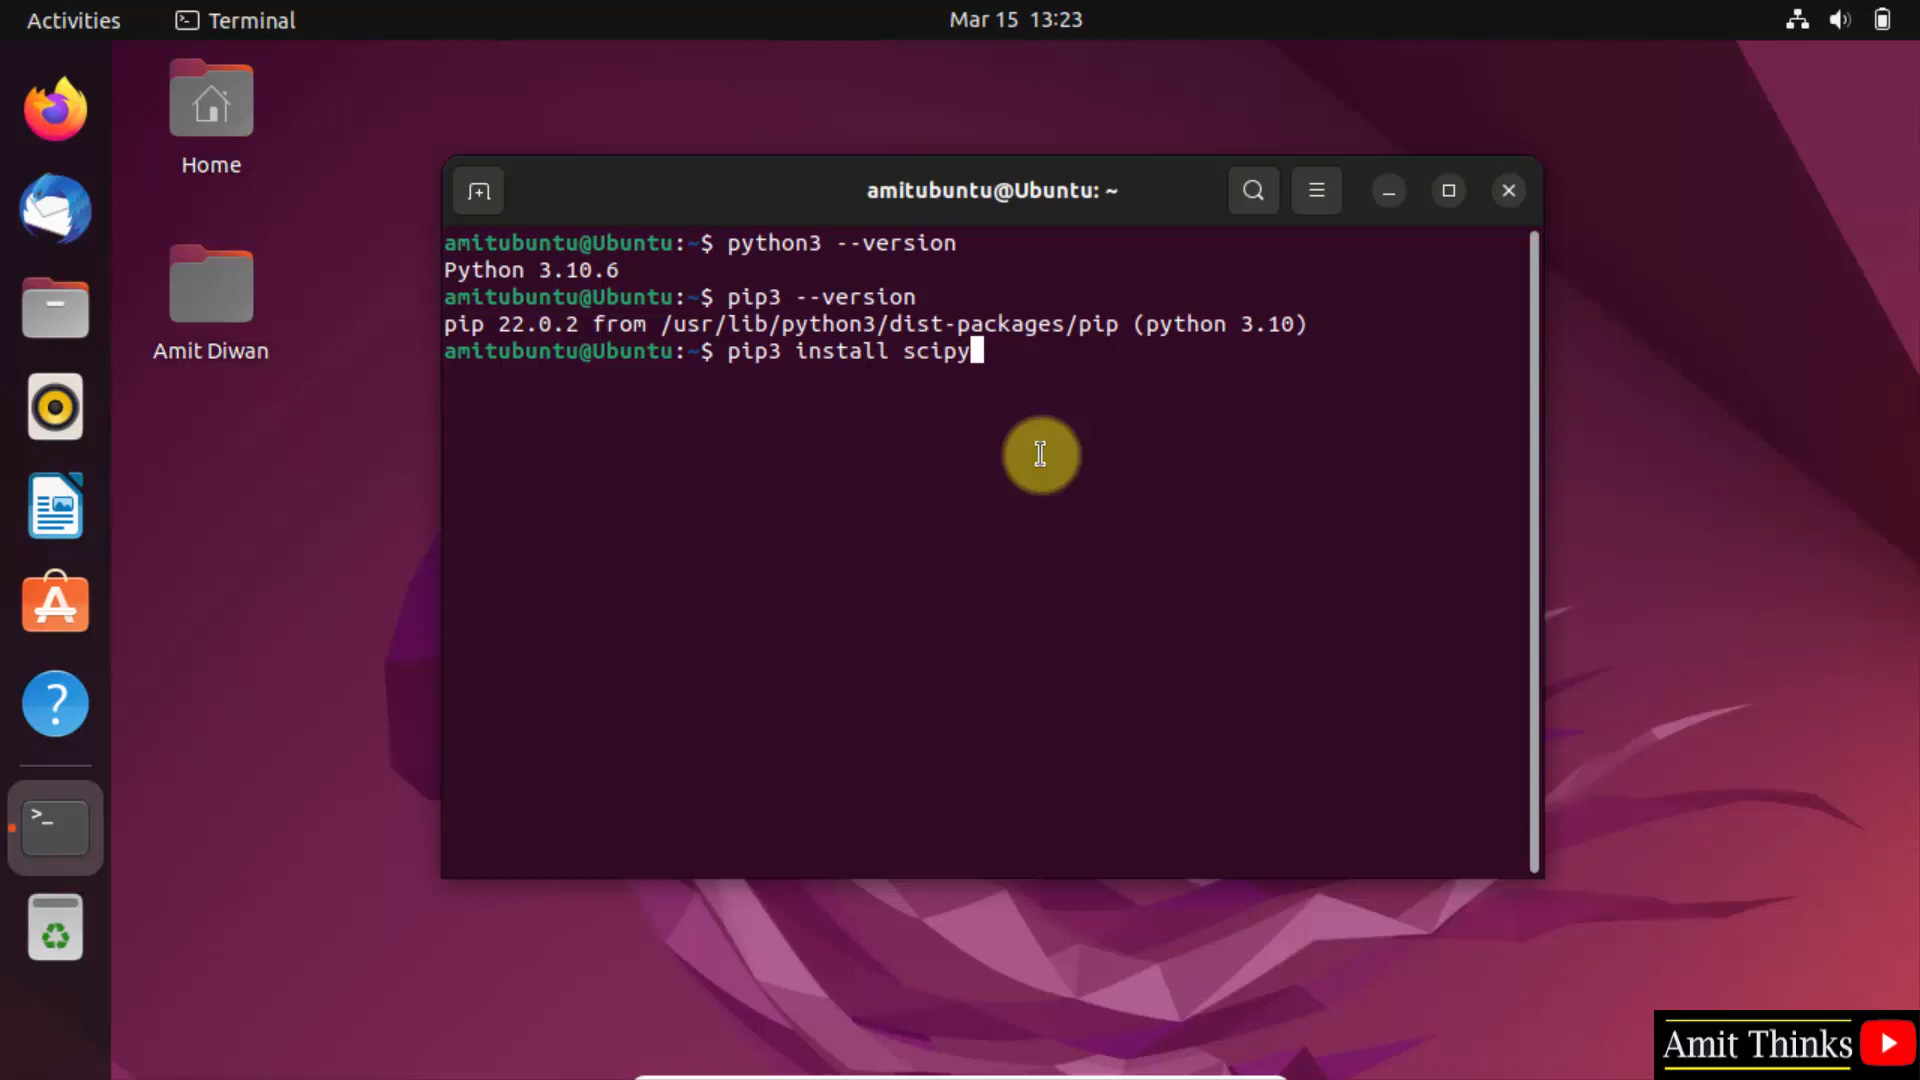 Activities
Terminal
Mar 15 13:23
Home
Amit Diwan
amitubuntu@Ubuntu: ~
amitubuntu@Ubuntu:~$ python3 --version
Python 3.10.6
amitubuntu@Ubuntu:~$ pip3 --version
pip 22.0.2 from /usr/lib/python3/dist-packages/pip (python 3.10)
amitubuntu@Ubuntu:~$ pip3 install scipy
Amit Thinks